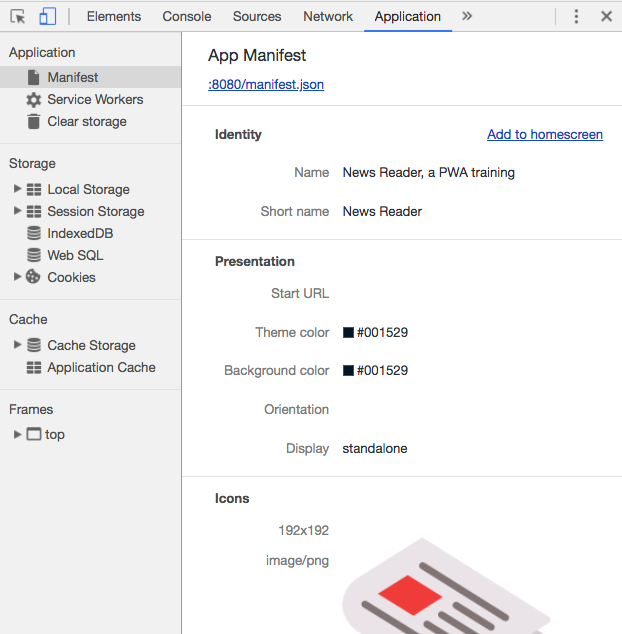 Elements Console Sources Network Application »
Application
Manifest
Service Workers
Clear storage
Storage
Local Storage
Session Storage
IndexedDB
Web SQL
Cookies
Cache
Cache Storage
Application Cache
Frames
top
App Manifest
:8080/manifest.json
Identity Add to homescreen
Name News Reader, a PWA training
Short name News Reader
Presentation
Start URL
Theme color #001529
Background color #001529
Orientation
Display standalone
Icons
192x192
image/png